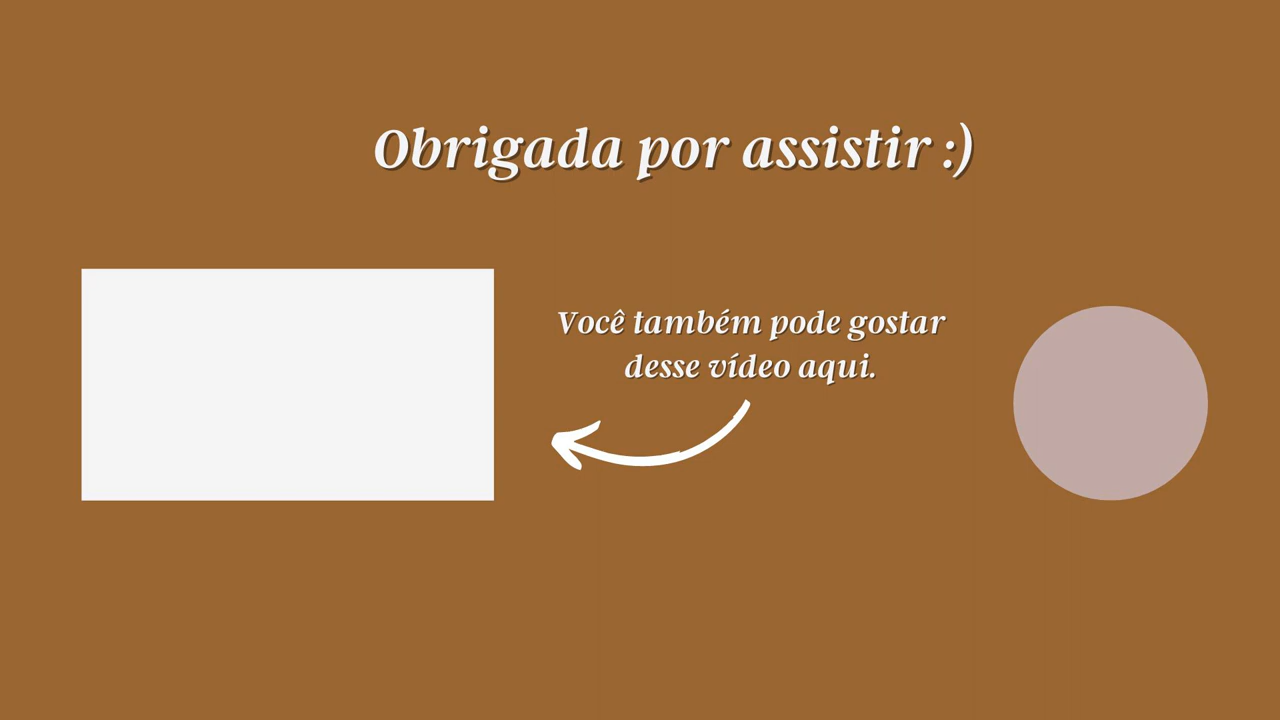 Obrigada por assistir :)
Você também pode gostar
desse vídeo aqui.